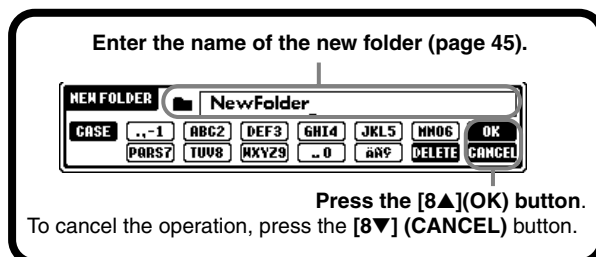 Enter the name of the new folder (page 45).
NEW FOLDER NewFolder_
CASE .,-1 ABC2 DEF3 GHI4 JKL5 MNO6 OK
PQRS7 TUV8 WXYZ9 ␣0 äñç DELETE CANCEL
Press the [8▲](OK) button.
To cancel the operation, press the [8▼] (CANCEL) button.